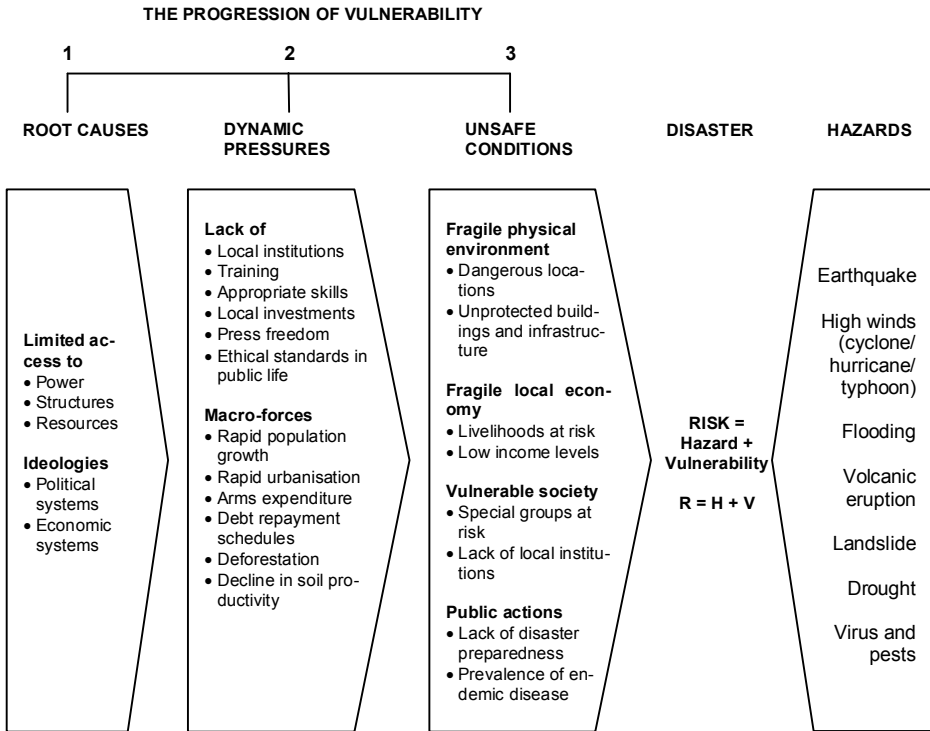 THE PROGRESSION OF VULNERABILITY
1
2
3
ROOT CAUSES
DYNAMIC
PRESSURES
UNSAFE
CONDITIONS
DISASTER
HAZARDS
Limited ac-
cess to
• Power
• Structures
• Resources
Ideologies
• Political
systems
• Economic
systems
Lack of
• Local institutions
• Training
• Appropriate skills
• Local investments
• Press freedom
• Ethical standards in
public life
Macro-forces
• Rapid population
growth
• Rapid urbanisation
• Arms expenditure
• Debt repayment
schedules
• Deforestation
• Decline in soil pro-
ductivity
Fragile physical
environment
• Dangerous loca-
tions
• Unprotected build-
ings and infrastruc-
ture
Fragile local econ-
omy
• Livelihoods at risk
• Low income levels
Vulnerable society
• Special groups at
risk
• Lack of local institu-
tions
Public actions
• Lack of disaster
preparedness
• Prevalence of en-
demic disease
RISK =
Hazard +
Vulnerability
R = H + V
Earthquake
High winds
(cyclone/
hurricane/
typhoon)
Flooding
Volcanic
eruption
Landslide
Drought
Virus and
pests